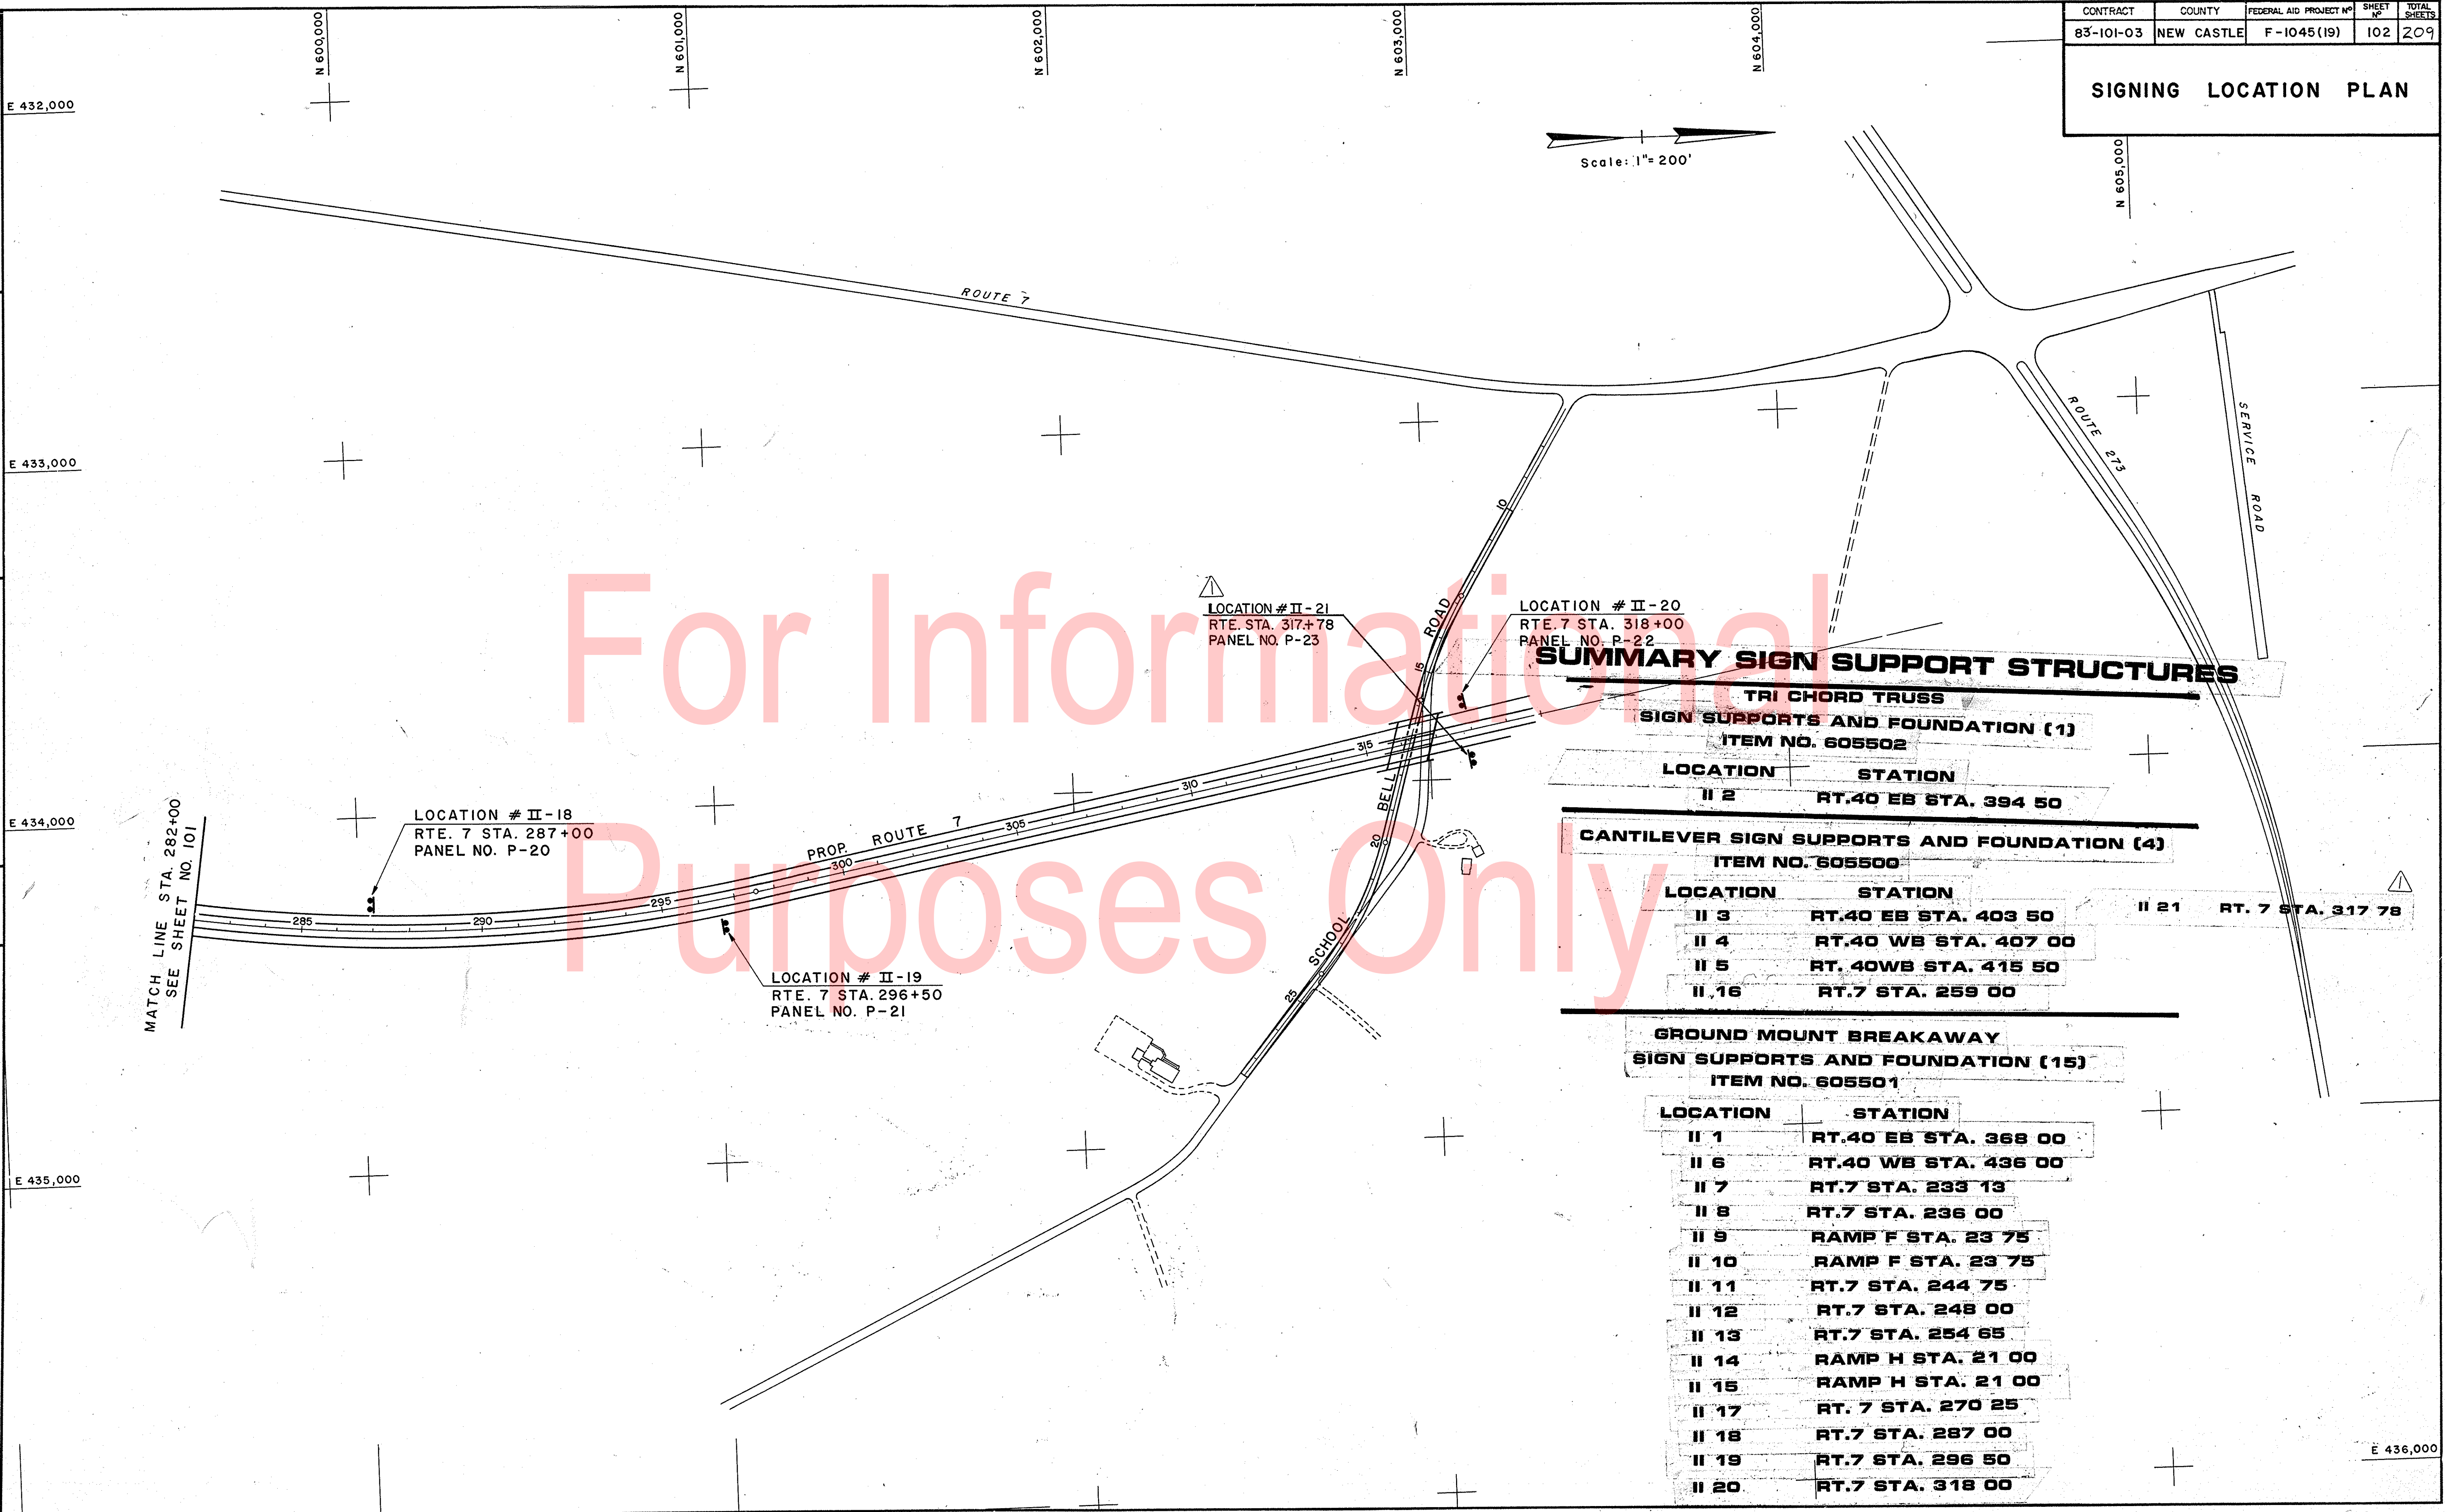 CONTRACT COUNTY FEDERAL AID PROJECT Nº SHEET Nº TOTAL SHEETS
83-101-03 NEW CASTLE F-1045(19) 102 209
SIGNING LOCATION PLAN
N 600,000
N 601,000
N 602,000
N 603,000
N 604,000
N 605,000
E 432,000
E 433,000
E 434,000
E 435,000
E 436,000
Scale: 1"= 200'
ROUTE 7
ROUTE 273
SERVICE ROAD
10
15
20
25
SCHOOL BELL ROAD
1
LOCATION # II-21
RTE. STA. 317+78
PANEL NO. P-23
LOCATION # II-20
RTE. 7 STA. 318+00
PANEL NO. P-22
LOCATION # II-18
RTE. 7 STA. 287+00
PANEL NO. P-20
LOCATION # II-19
RTE. 7 STA. 296+50
PANEL NO. P-21
MATCH LINE STA. 282+00
SEE SHEET NO. 101
PROP. ROUTE 7
285
290
295
300
305
310
315
For Informational
Purposes Only
SUMMARY SIGN SUPPORT STRUCTURES
TRI CHORD TRUSS
SIGN SUPPORTS AND FOUNDATION (1)
ITEM NO. 605502
LOCATION STATION
II 2 RT.40 EB STA. 394 50
CANTILEVER SIGN SUPPORTS AND FOUNDATION (4)
ITEM NO. 605500
LOCATION STATION
II 3 RT.40 EB STA. 403 50
II 4 RT.40 WB STA. 407 00
II 5 RT. 40WB STA. 415 50
II 16 RT.7 STA. 259 00
1
II 21 RT. 7 STA. 317 78
GROUND MOUNT BREAKAWAY
SIGN SUPPORTS AND FOUNDATION (15)
ITEM NO. 605501
LOCATION STATION
II 1 RT.40 EB STA. 368 00
II 6 RT.40 WB STA. 436 00
II 7 RT.7 STA. 233 13
II 8 RT.7 STA. 236 00
II 9 RAMP F STA. 23 75
II 10 RAMP F STA. 23 75
II 11 RT.7 STA. 244 75
II 12 RT.7 STA. 248 00
II 13 RT.7 STA. 254 65
II 14 RAMP H STA. 21 00
II 15 RAMP H STA. 21 00
II 17 RT. 7 STA. 270 25
II 18 RT.7 STA. 287 00
II 19 RT.7 STA. 296 50
II 20 RT.7 STA. 318 00